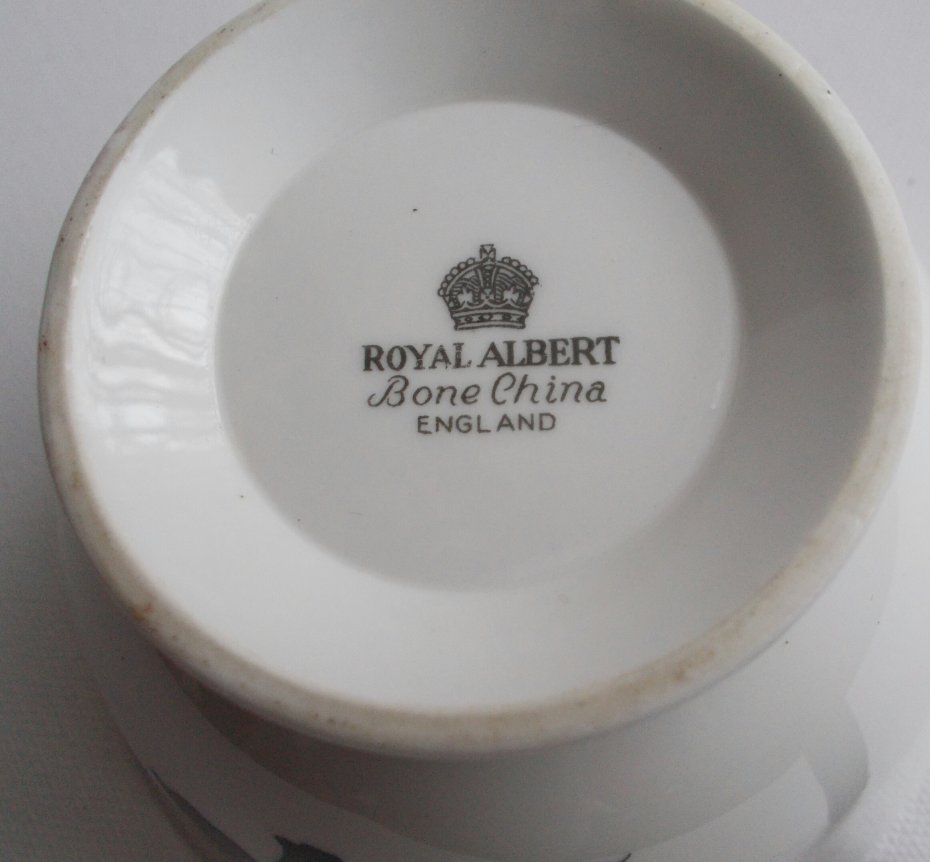 ROYAL ALBERT
Bone China
ENGLAND